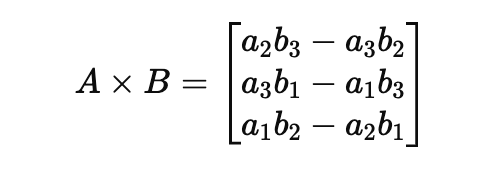 a₂b₃ − a₃b₂
A × B = a₃b₁ − a₁b₃
a₁b₂ − a₂b₁